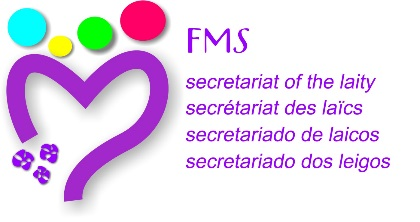 FMS
secretariat of the laity
secrétariat des laïcs
secretariado de laicos
secretariado dos leigos